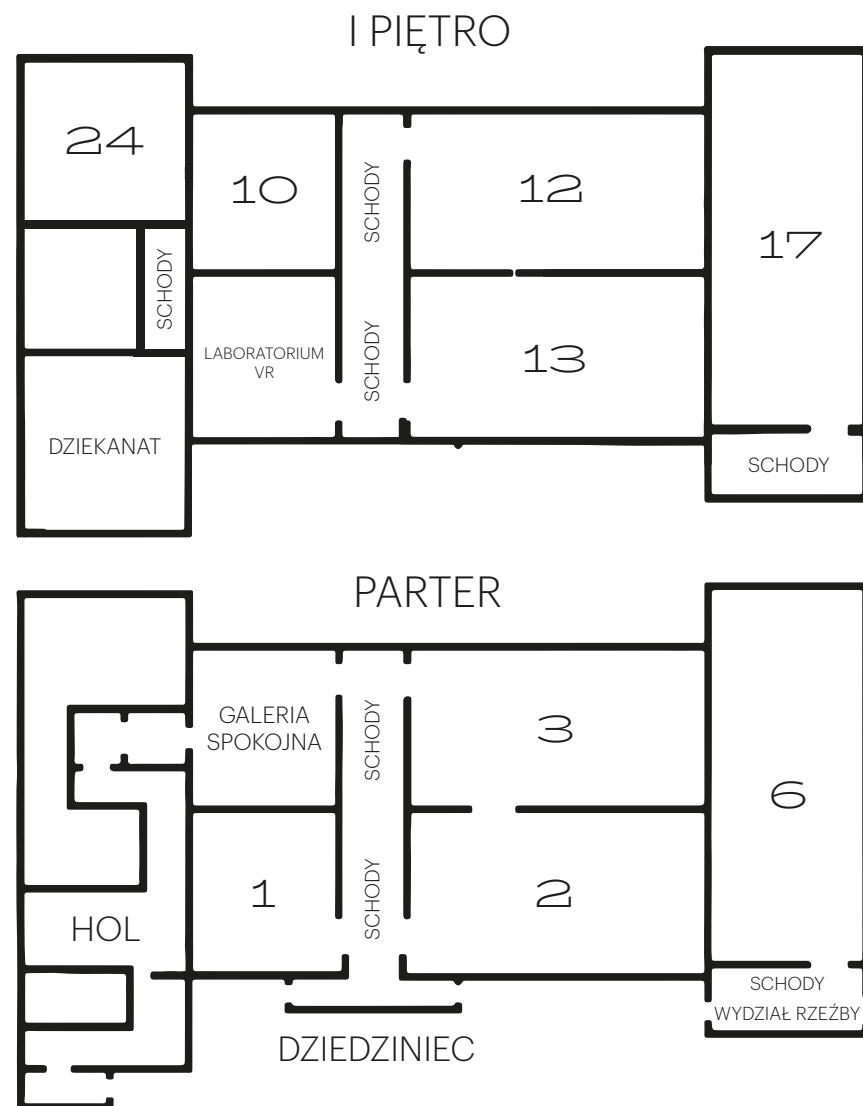 I PIĘTRO
24
10
SCHODY
12
17
SCHODY
LABORATORIUM
VR
SCHODY
13
DZIEKANAT
SCHODY
PARTER
GALERIA
SPOKOJNA
SCHODY
3
6
1
SCHODY
2
HOL
SCHODY
WYDZIAŁ RZEŹBY
DZIEDZINIEC